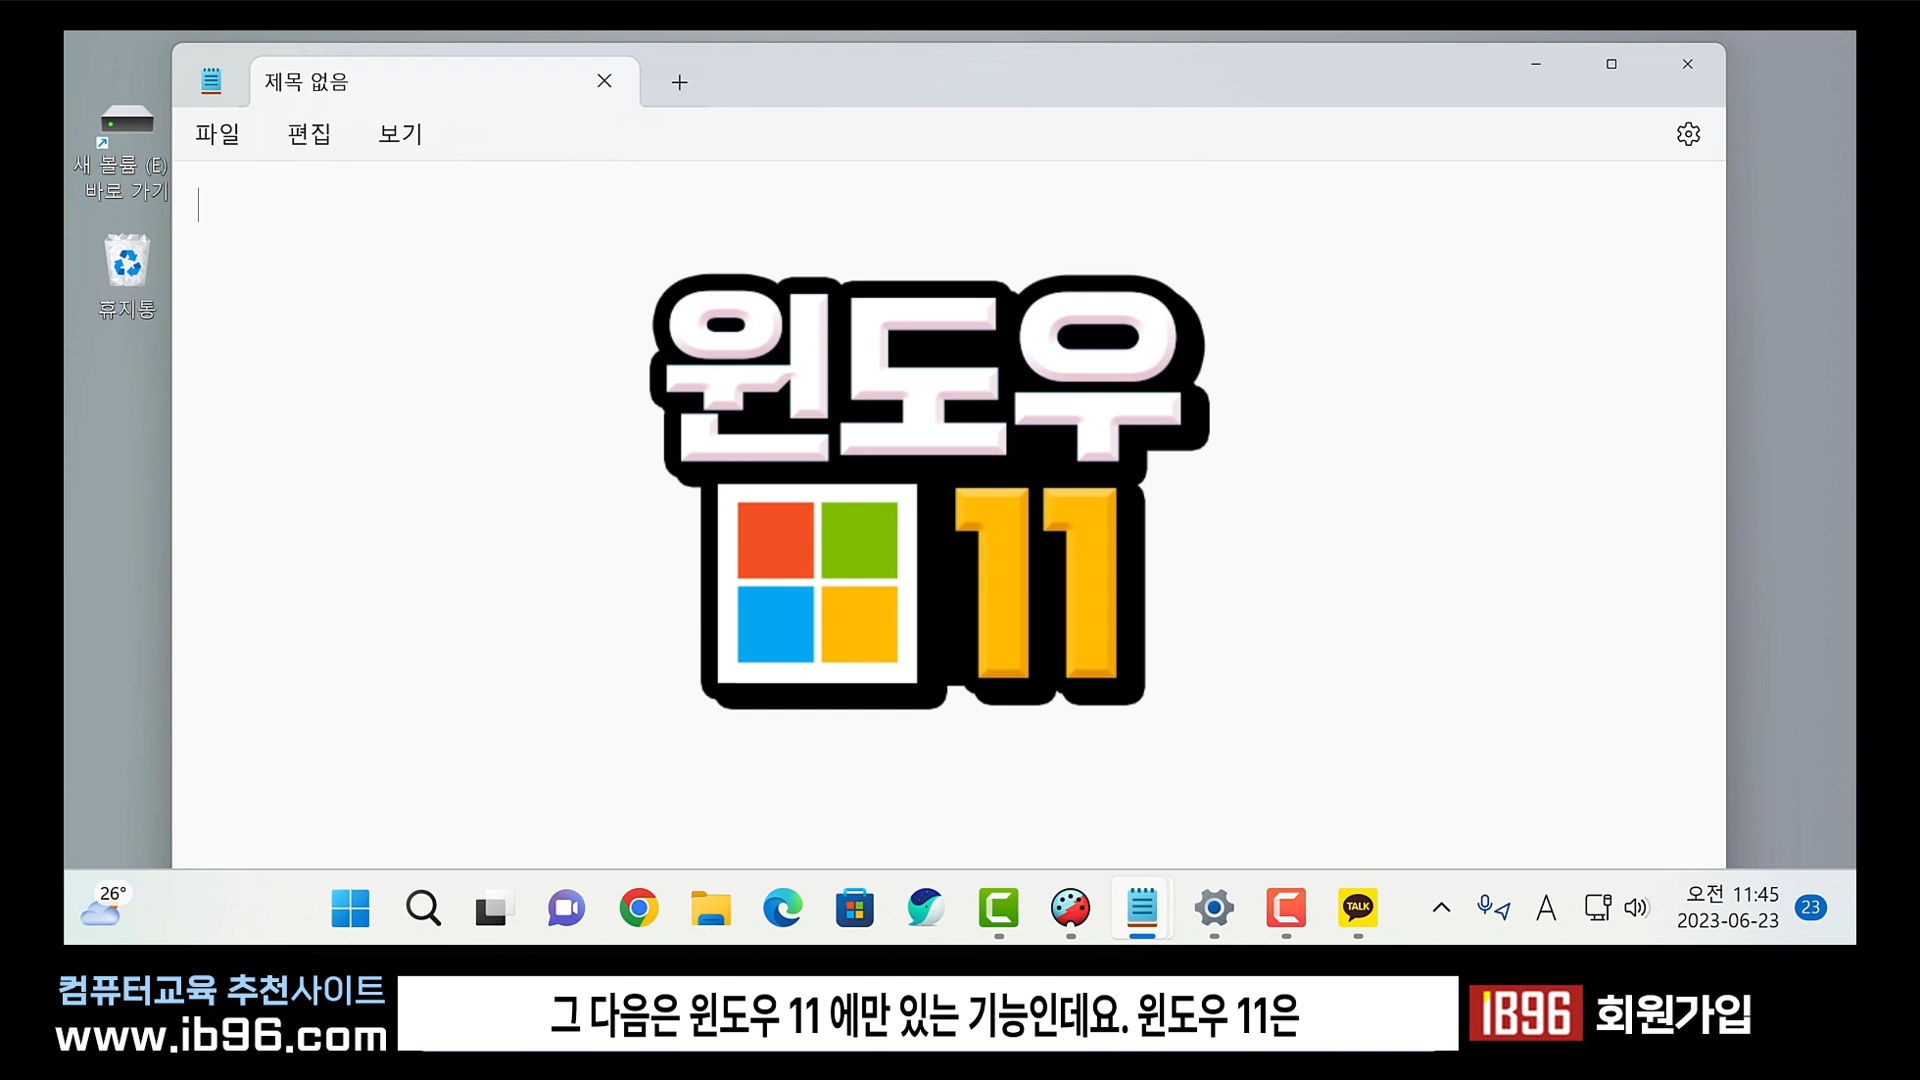 제목 없음
파일 편집 보기
새 볼륨 (E)
바로 가기
휴지통
윈도우
11
26°
TALK
A
오전 11:45
2023-06-23
23
컴퓨터교육 추천사이트
www.ib96.com
그 다음은 윈도우 11 에만 있는 기능인데요. 윈도우 11은
IB96 회원가입